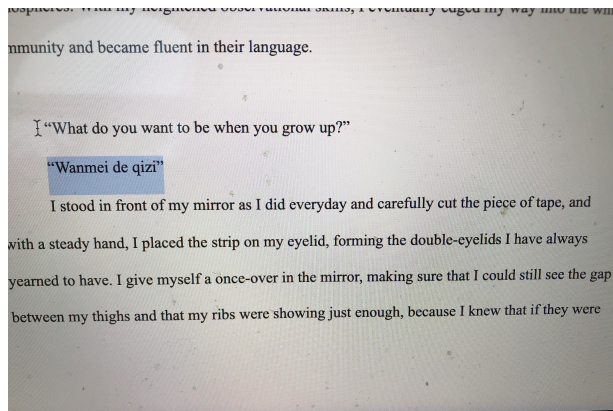 and became fluent in their language.
“What do you want to be when you grow up?”
“Wanmei de qizi”
I stood in front of my mirror as I did everyday and carefully cut the piece of tape, and
with a steady hand, I placed the strip on my eyelid, forming the double-eyelids I have always
yearned to have. I give myself a once-over in the mirror, making sure that I could still see the gap
between my thighs and that my ribs were showing just enough, because I knew that if they were